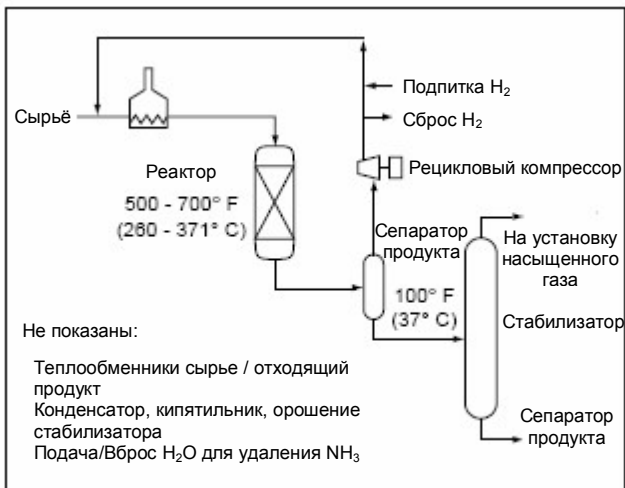 Подпитка H₂
Сырьё
Сброс H₂
Реактор
Рецикловый компрессор
500 - 700° F
(260 - 371° C)
Сепаратор
продукта
На установку
насыщенного
газа
100° F
(37° C)
Стабилизатор
Не показаны:
Теплообменники сырье / отходящий
продукт
Конденсатор, кипятильник, орошение
стабилизатора
Подача/Вброс H₂O для удаления NH₃
Сепаратор
продукта